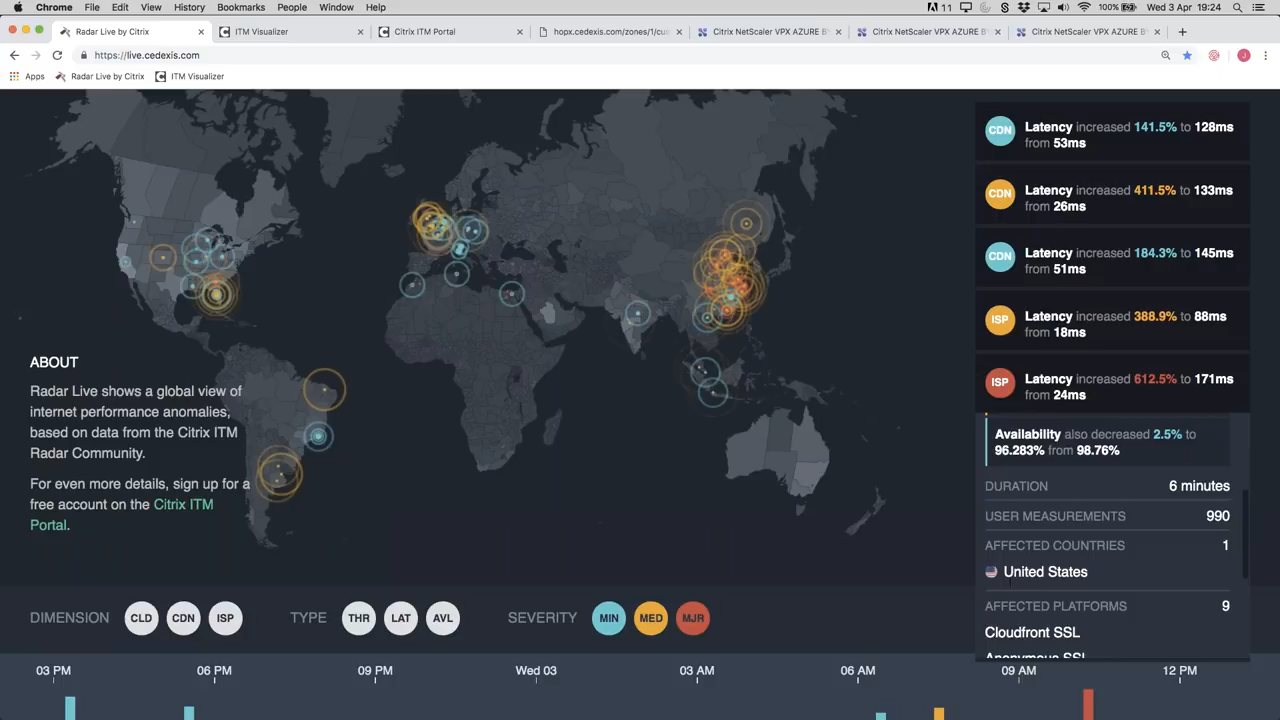 Chrome File Edit View History Bookmarks People Window Help
11 100% Wed 3 Apr 19:24
Radar Live by Citrix
ITM Visualizer
Citrix ITM Portal
hopx.cedexis.com/zones/1/cus
Citrix NetScaler VPX AZURE B
Citrix NetScaler VPX AZURE B
Citrix NetScaler VPX AZURE B
https://live.cedexis.com
J
Apps Radar Live by Citrix ITM Visualizer
ABOUT
Radar Live shows a global view of
internet performance anomalies,
based on data from the Citrix ITM
Radar Community.
For even more details, sign up for a
free account on the Citrix ITM
Portal.
CDN
Latency increased 141.5% to 128ms
from 53ms
CDN
Latency increased 411.5% to 133ms
from 26ms
CDN
Latency increased 184.3% to 145ms
from 51ms
ISP
Latency increased 388.9% to 88ms
from 18ms
ISP
Latency increased 612.5% to 171ms
from 24ms
Availability also decreased 2.5% to
96.283% from 98.76%
DURATION 6 minutes
USER MEASUREMENTS 990
AFFECTED COUNTRIES 1
United States
AFFECTED PLATFORMS 9
Cloudfront SSL
Anonymous SSL
DIMENSION CLD CDN ISP TYPE THR LAT AVL SEVERITY MIN MED MJR
03 PM 06 PM 09 PM Wed 03 03 AM 06 AM 09 AM 12 PM